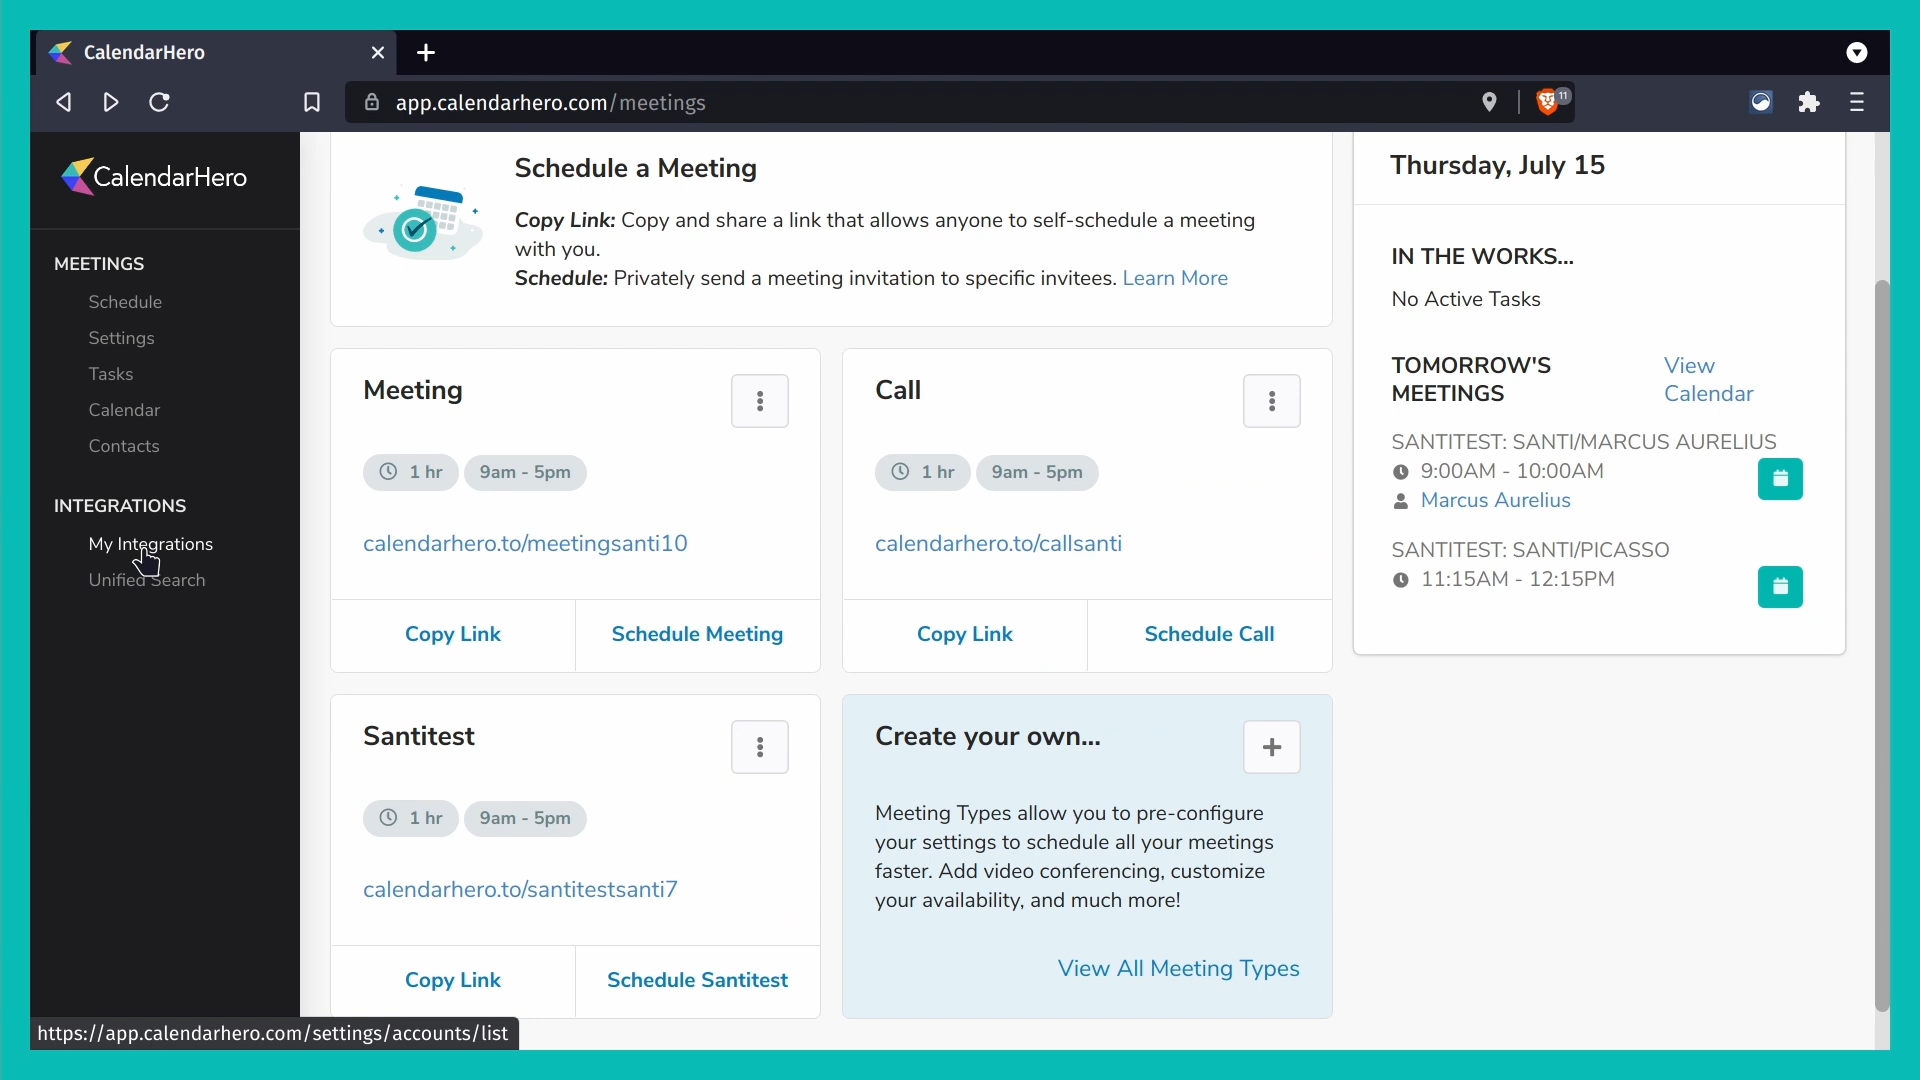 CalendarHero
app.calendarhero.com/meetings
11
CalendarHero
MEETINGS
Schedule
Settings
Tasks
Calendar
Contacts
INTEGRATIONS
My Integrations
Unified Search
Schedule a Meeting
Copy Link: Copy and share a link that allows anyone to self-schedule a meeting
with you.
Schedule: Privately send a meeting invitation to specific invitees. Learn More
Meeting
1 hr 9am - 5pm
calendarhero.to/meetingsanti10
Copy Link Schedule Meeting
Call
1 hr 9am - 5pm
calendarhero.to/callsanti
Copy Link Schedule Call
Santitest
1 hr 9am - 5pm
calendarhero.to/santitestsanti7
Copy Link Schedule Santitest
Create your own...
Meeting Types allow you to pre-configure
your settings to schedule all your meetings
faster. Add video conferencing, customize
your availability, and much more!
View All Meeting Types
Thursday, July 15
IN THE WORKS...
No Active Tasks
TOMORROW'S
MEETINGS
View
Calendar
SANTITEST: SANTI/MARCUS AURELIUS
9:00AM - 10:00AM
Marcus Aurelius
SANTITEST: SANTI/PICASSO
11:15AM - 12:15PM
https://app.calendarhero.com/settings/accounts/list